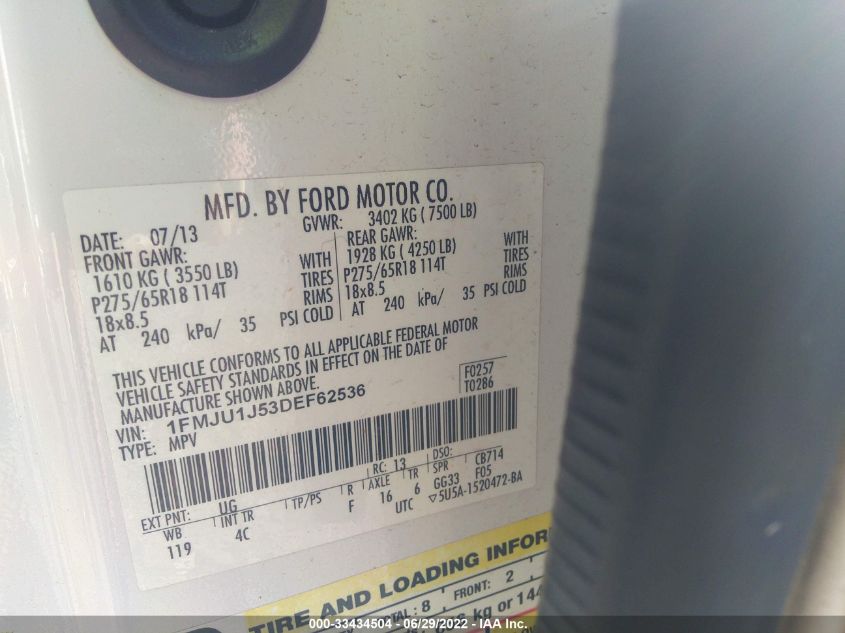 MFD. BY FORD MOTOR CO.
DATE: 07/13 GVWR: 3402 KG ( 7500 LB)
FRONT GAWR: REAR GAWR:
1610 KG ( 3550 LB) WITH 1928 KG ( 4250 LB) WITH
P275/65R18 114T TIRES P275/65R18 114T TIRES
18x8.5 RIMS 18x8.5 RIMS
AT 240 kPa/ 35 PSI COLD AT 240 kPa/ 35 PSI COLD
THIS VEHICLE CONFORMS TO ALL APPLICABLE FEDERAL MOTOR
VEHICLE SAFETY STANDARDS IN EFFECT ON THE DATE OF
MANUFACTURE SHOWN ABOVE.
F0257
T0286
VIN: 1FMJU1J53DEF62536
TYPE: MPV
EXT PNT: UG RC: 13 DSO:
WB INT TR TP/PS R AXLE TR SPR CB714
119 4C F 16 6 GG33 F05
UTC ▽5U5A-1520472-BA
TIRE AND LOADING INFOR
TAL : 8 FRONT: 2
kg or 144
000-33434504 - 06/29/2022 - IAA Inc.